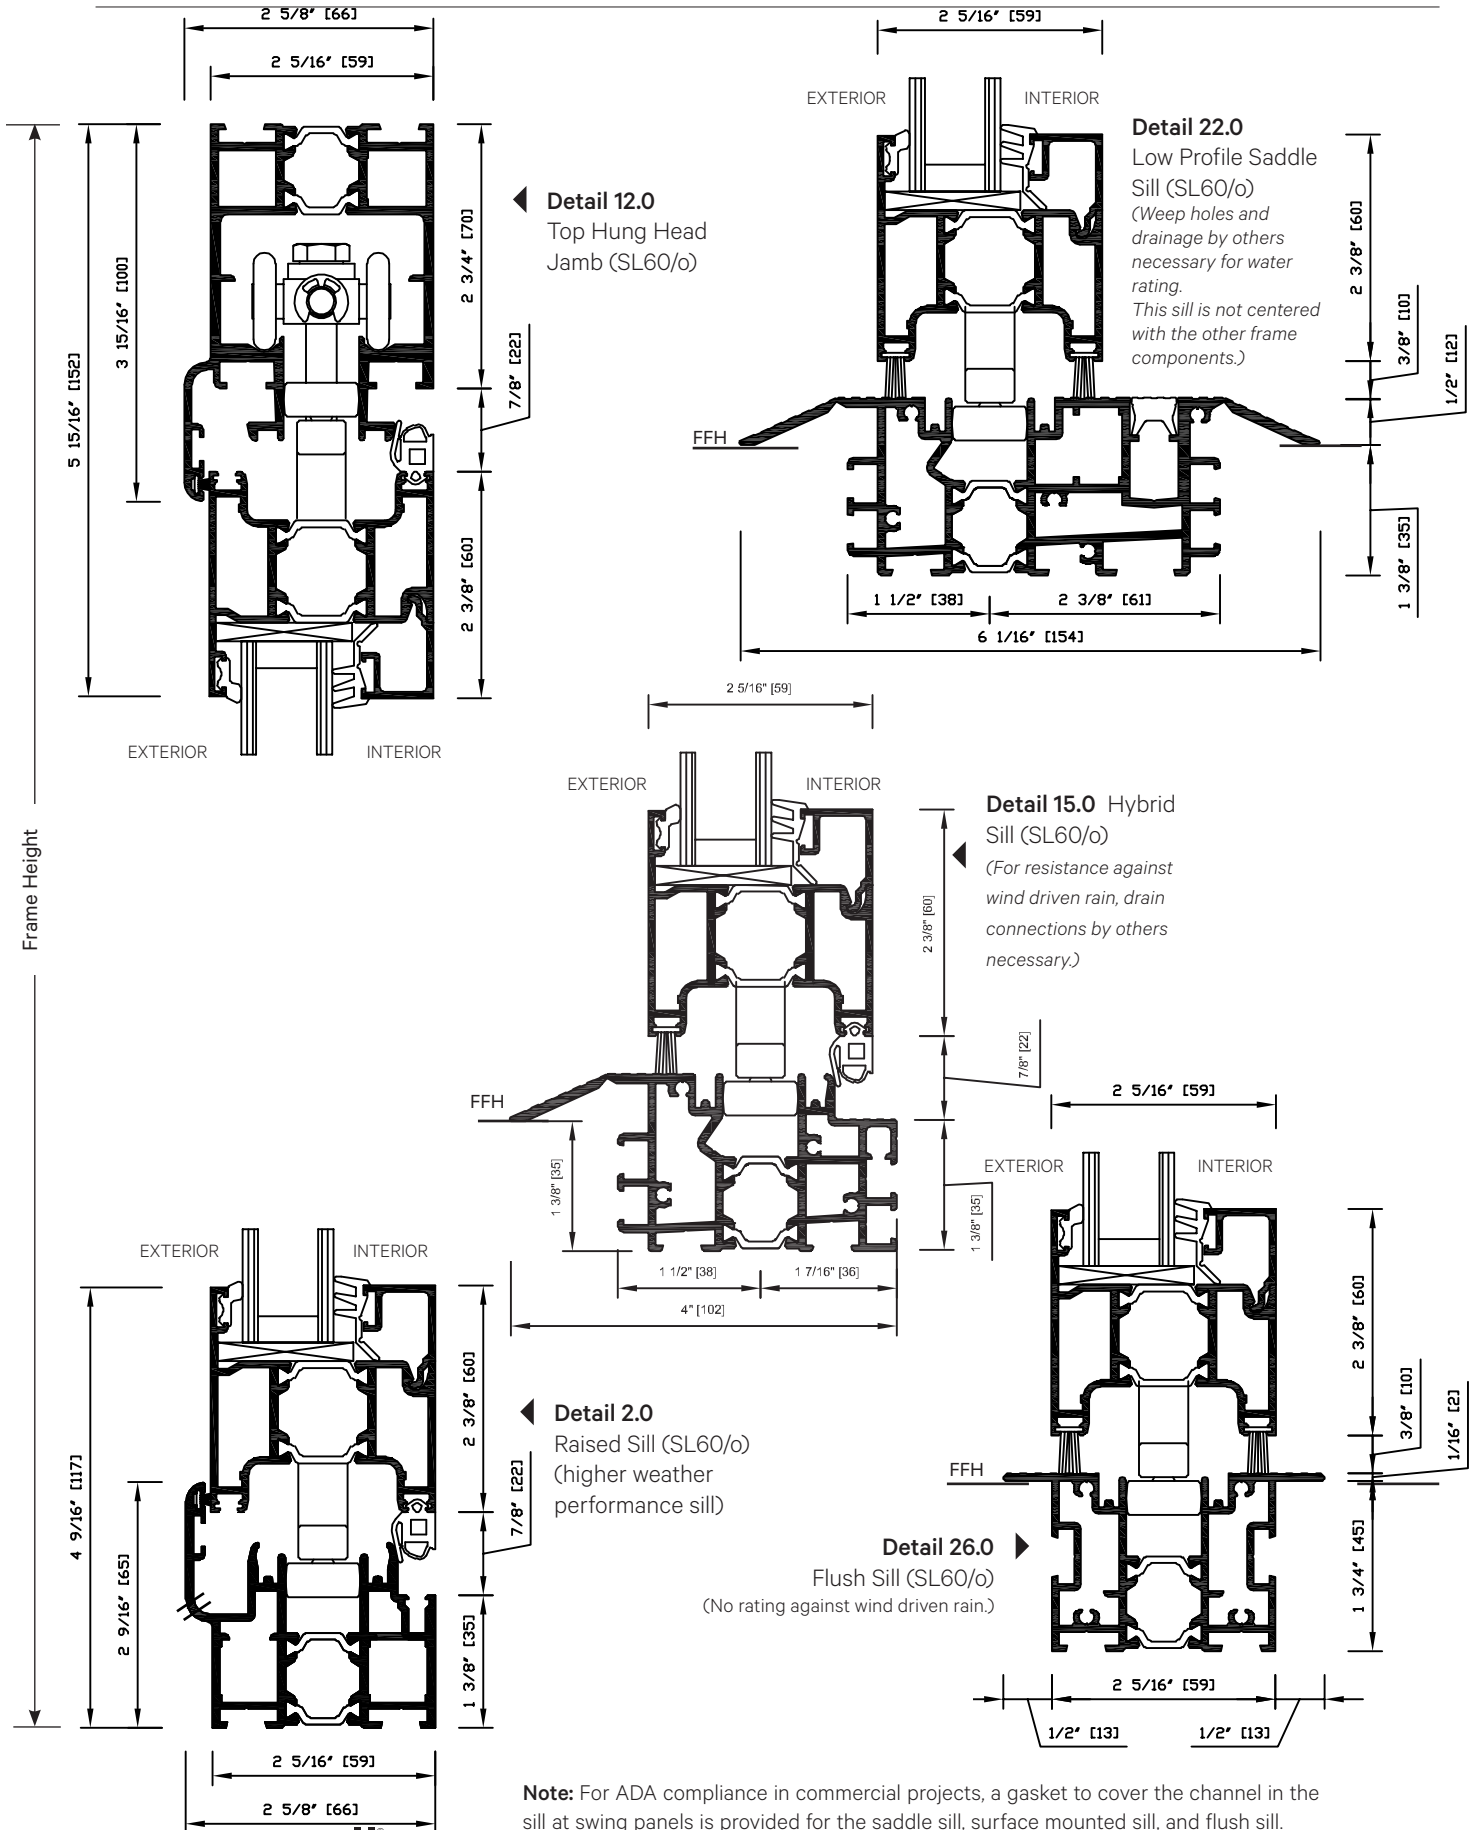 2 5/8" [66]
2 5/16" [59]
5 15/16" [152]
3 15/16" [100]
2 3/4" [70]
7/8" [22]
2 3/8" [60]
Detail 12.0
Top Hung Head
Jamb (SL60/o)
EXTERIOR
INTERIOR
Frame Height
2 5/16" [59]
EXTERIOR
INTERIOR
Detail 22.0
Low Profile Saddle
Sill (SL60/o)
(Weep holes and
drainage by others
necessary for water
rating.
This sill is not centered
with the other frame
components.)
2 3/8" [60]
3/8" [10]
1/2" [12]
1 3/8" [35]
FFH
1 1/2" [38]
2 3/8" [61]
6 1/16" [154]
2 5/16" [59]
EXTERIOR
INTERIOR
Detail 15.0 Hybrid
Sill (SL60/o)
(For resistance against
wind driven rain, drain
connections by others
necessary.)
2 3/8" [60]
7/8" [22]
1 3/8" [35]
FFH
1 3/8" [35]
1 1/2" [38]
1 7/16" [36]
4" [102]
EXTERIOR
INTERIOR
4 9/16" [117]
2 9/16" [65]
2 3/8" [60]
7/8" [22]
1 3/8" [35]
Detail 2.0
Raised Sill (SL60/o)
(higher weather
performance sill)
2 5/16" [59]
2 5/8" [66]
2 5/16" [59]
EXTERIOR
INTERIOR
2 3/8" [60]
3/8" [10]
1/16" [2]
1 3/4" [45]
FFH
Detail 26.0
Flush Sill (SL60/o)
(No rating against wind driven rain.)
2 5/16" [59]
1/2" [13]
1/2" [13]
Note: For ADA compliance in commercial projects, a gasket to cover the channel in the
sill at swing panels is provided for the saddle sill, surface mounted sill, and flush sill.